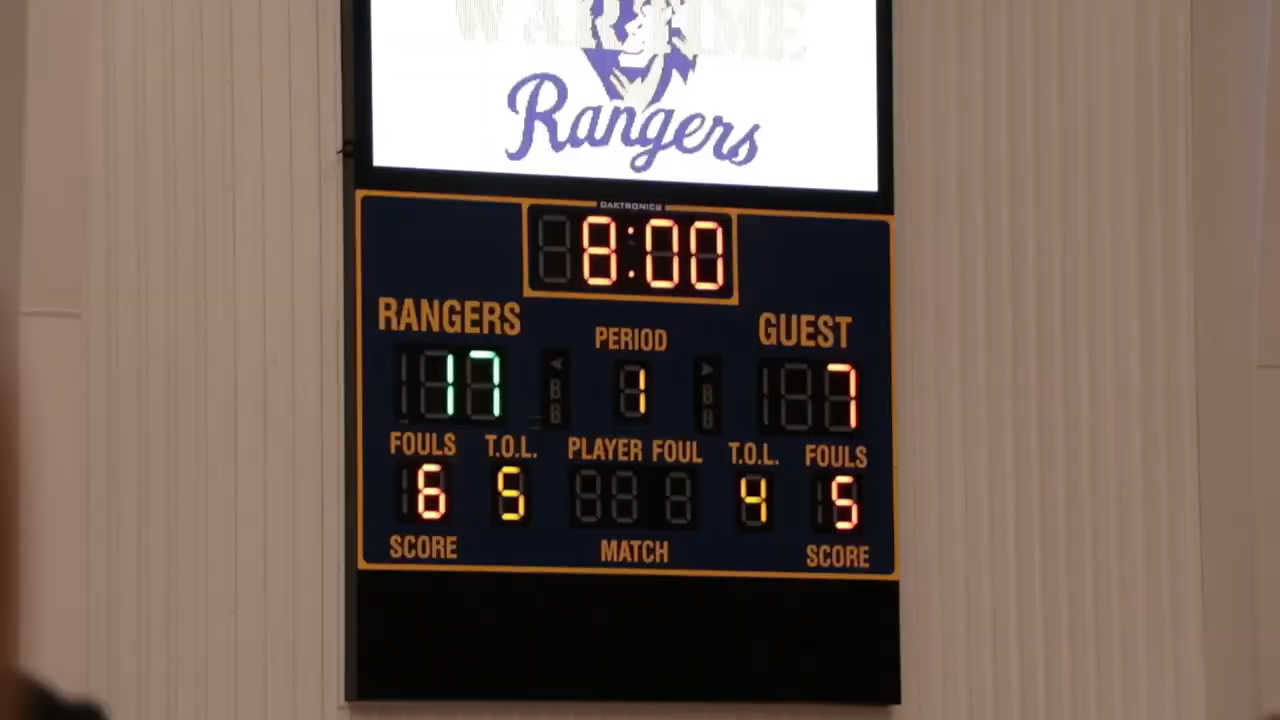 WARTIME
Rangers
DAKTRONICS
8:00
RANGERS
GUEST
PERIOD
17
1
7
FOULS
T.O.L.
PLAYER FOUL
T.O.L.
FOULS
6
5
4
5
SCORE
MATCH
SCORE